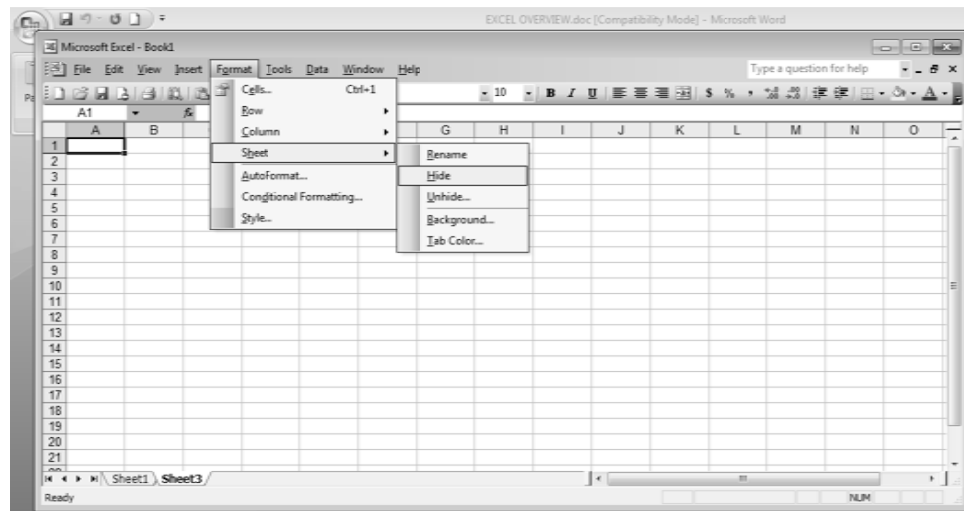 EXCEL OVERVIEW.doc [Compatibility Mode] - Microsoft Word
Microsoft Excel - Book1
File Edit View Insert Format Tools Data Window Help
Type a question for help
10 B I U $ % ,
A1 fx
Cells... Ctrl+1
Row
Column
Sheet
AutoFormat...
Conditional Formatting...
Style...
Rename
Hide
Unhide...
Background...
Tab Color...
A B G H I J K L M N O
1
2
3
4
5
6
7
8
9
10
11
12
13
14
15
16
17
18
19
20
21
Sheet1 Sheet3
Ready NUM